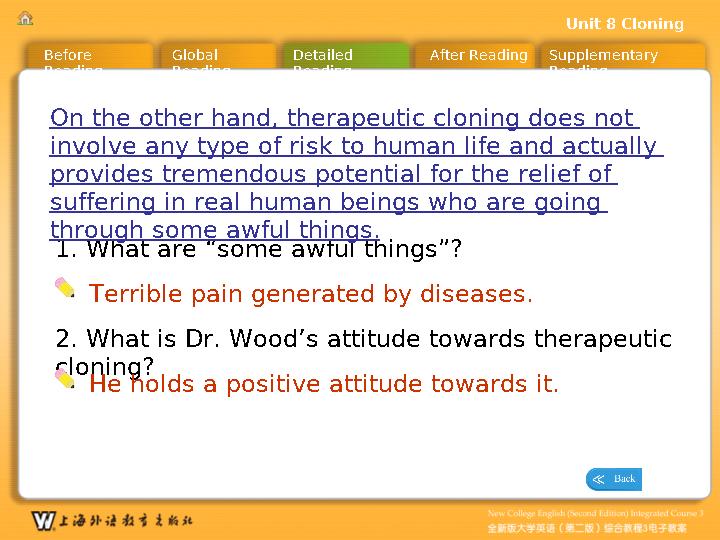 Unit 8 Cloning
Before Reading
Global Reading
Detailed Reading
After Reading
Supplementary Reading
On the other hand, therapeutic cloning does not
involve any type of risk to human life and actually
provides tremendous potential for the relief of
suffering in real human beings who are going
through some awful things.
1. What are “some awful things”?
Terrible pain generated by diseases.
2. What is Dr. Wood’s attitude towards therapeutic
cloning?
He holds a positive attitude towards it.
Back
上海外语教育出版社
New College English (Second Edition) Integrated Course 3
全新版大学英语（第二版）综合教程3电子教案